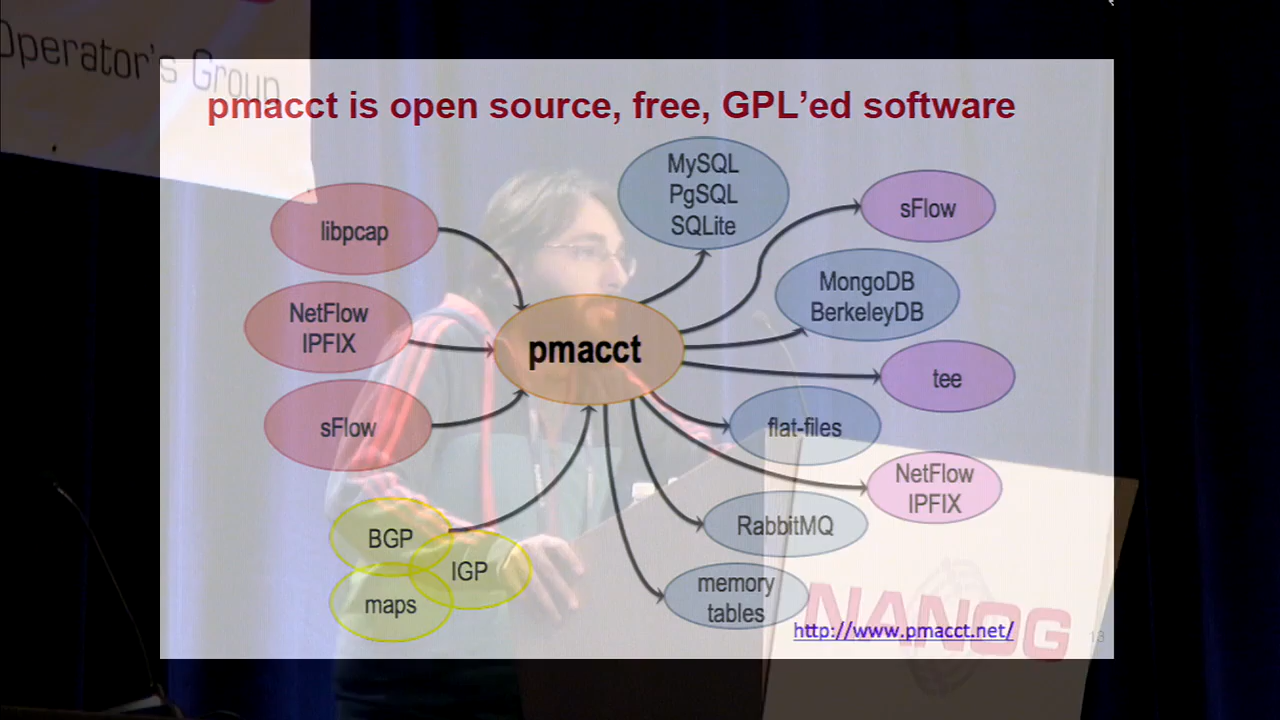 Operator's Group
pmacct is open source, free, GPL'ed software
MySQL
PgSQL
SQLite
sFlow
libpcap
MongoDB
BerkeleyDB
NetFlow
IPFIX
pmacct
tee
sFlow
flat-files
NetFlow
IPFIX
RabbitMQ
BGP
IGP
maps
memory
tables
http://www.pmacct.net/
NANOG
13